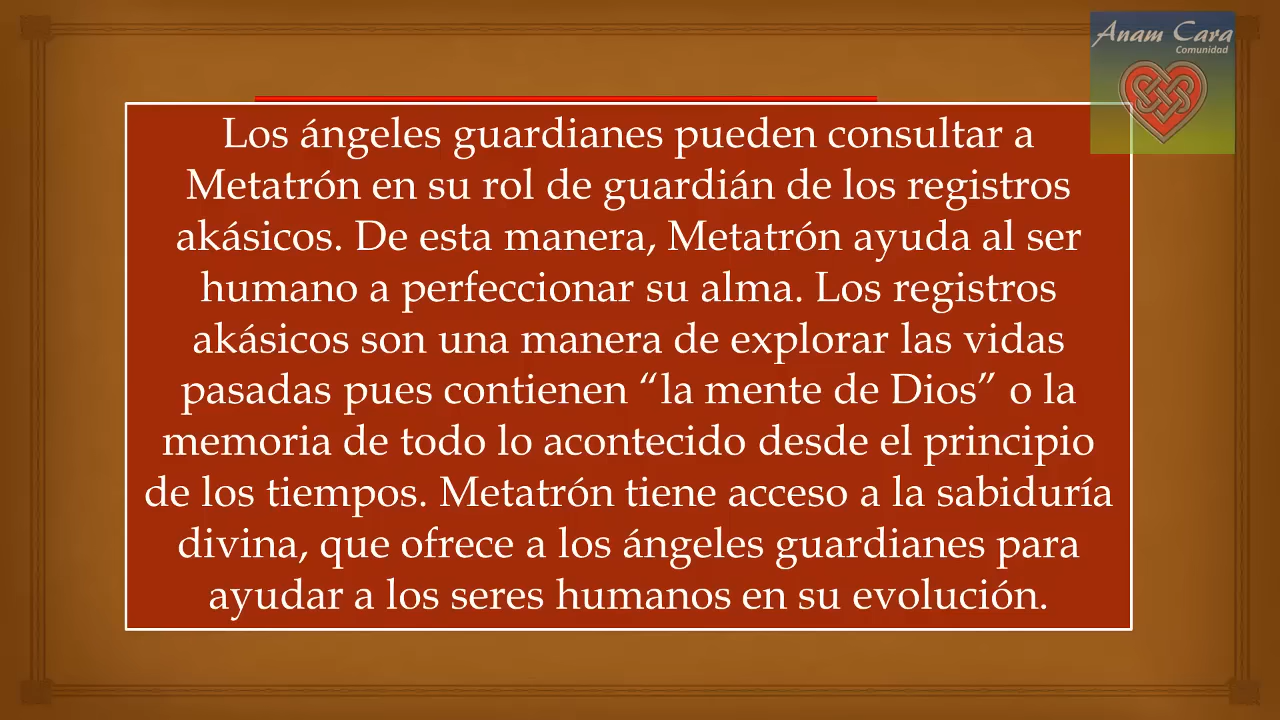 Anam Cara
Comunidad
Los ángeles guardianes pueden consultar a
Metatrón en su rol de guardián de los registros
akásicos. De esta manera, Metatrón ayuda al ser
humano a perfeccionar su alma. Los registros
akásicos son una manera de explorar las vidas
pasadas pues contienen “la mente de Dios” o la
memoria de todo lo acontecido desde el principio
de los tiempos. Metatrón tiene acceso a la sabiduría
divina, que ofrece a los ángeles guardianes para
ayudar a los seres humanos en su evolución.